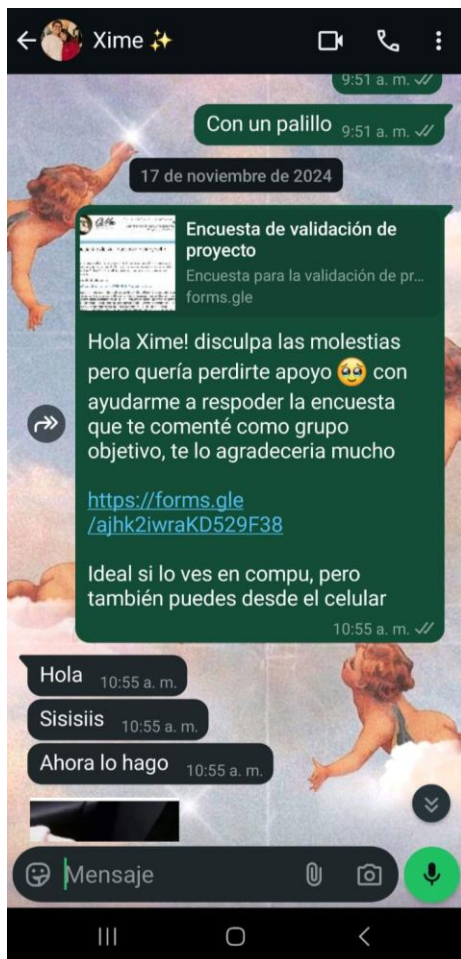 Xime
9:51 a. m.
Con un palillo 9:51 a. m.
17 de noviembre de 2024
Encuesta de validación de
proyecto
Encuesta para la validación de pr...
forms.gle
Hola Xime! disculpa las molestias
pero quería perdirte apoyo 🥹 con
ayudarme a respoder la encuesta
que te comenté como grupo
objetivo, te lo agradeceria mucho
https://forms.gle
/ajhk2iwraKD529F38
Ideal si lo ves en compu, pero
también puedes desde el celular
10:55 a. m.
Hola 10:55 a. m.
Sisisiis 10:55 a. m.
Ahora lo hago 10:55 a. m.
Mensaje